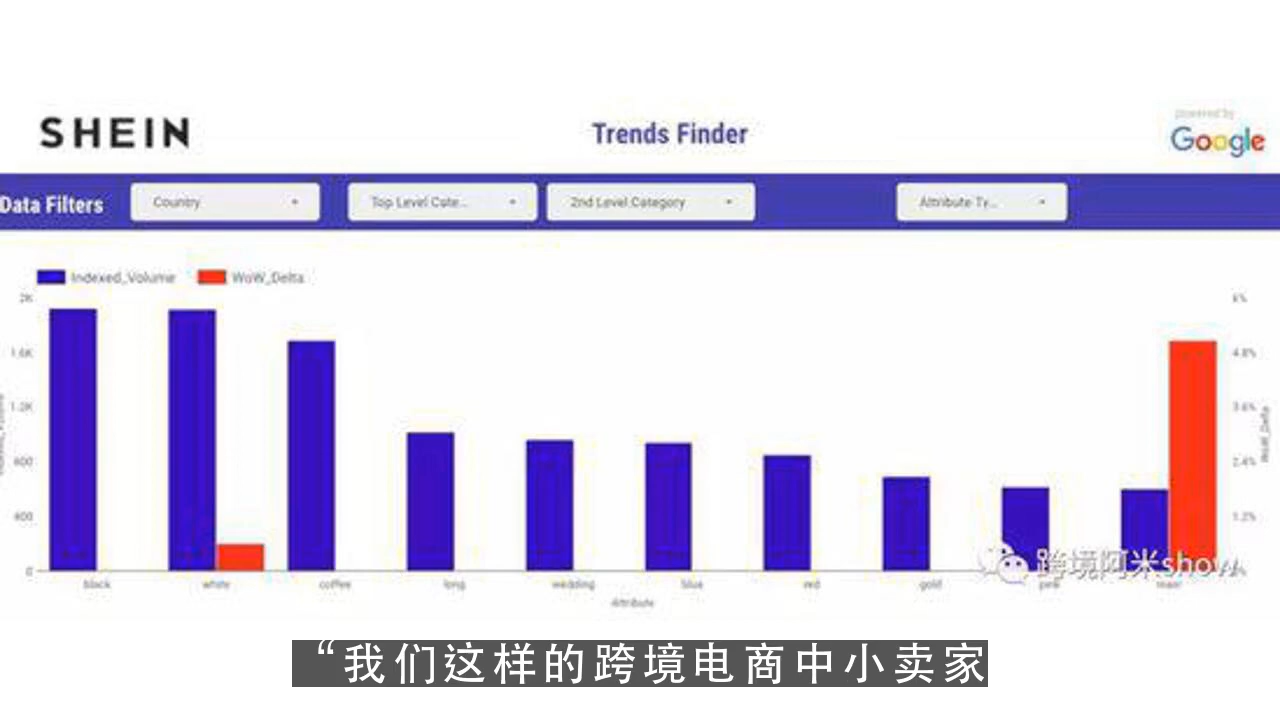 SHEIN
Trends Finder
powered by
Google
Data Filters
Country
Top Level Cate...
2nd Level Category
Attribute Ty...
Indexed_Volume
WoW_Delta
2K
6%
1.6K
4.8%
1.2K
3.6%
800
2.4%
400
1.2%
0
black
white
coffee
long
wedding
blue
red
gold
pink
Attribute
WoW_Delta
跨境阿米show
“我们这样的跨境电商中小卖家